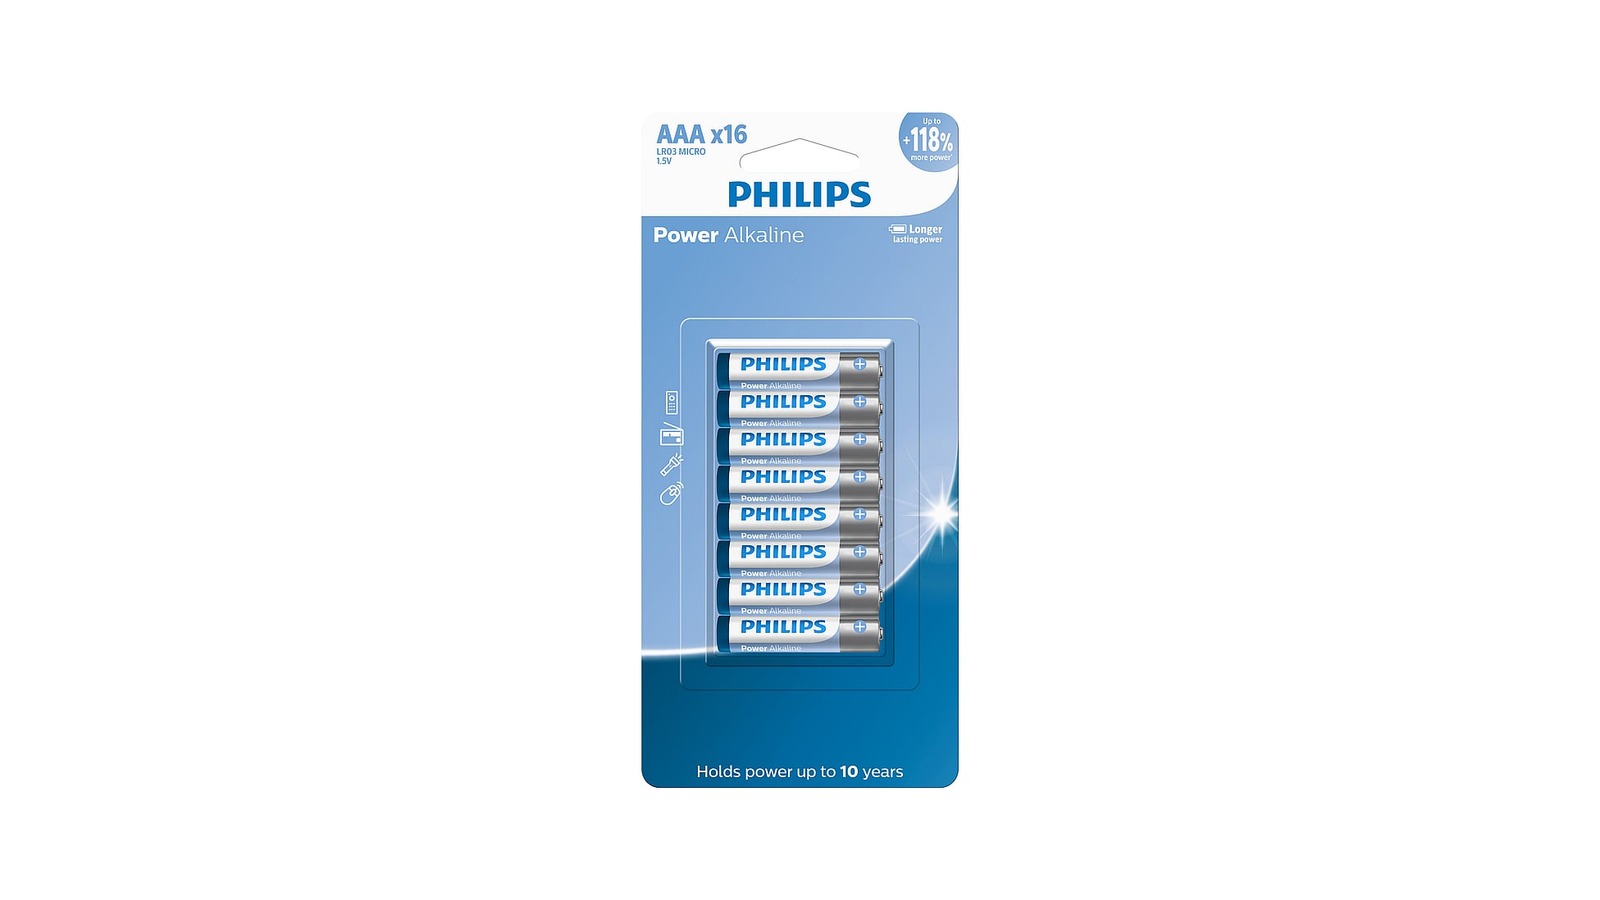 AAA x16
LR03 MICRO
1.5V
Up to
+118%
more power
PHILIPS
Power Alkaline
Longer
lasting power
PHILIPS
Power Alkaline
PHILIPS
Power Alkaline
PHILIPS
Power Alkaline
PHILIPS
Power Alkaline
PHILIPS
Power Alkaline
PHILIPS
Power Alkaline
PHILIPS
Power Alkaline
PHILIPS
Power Alkaline
Holds power up to 10 years